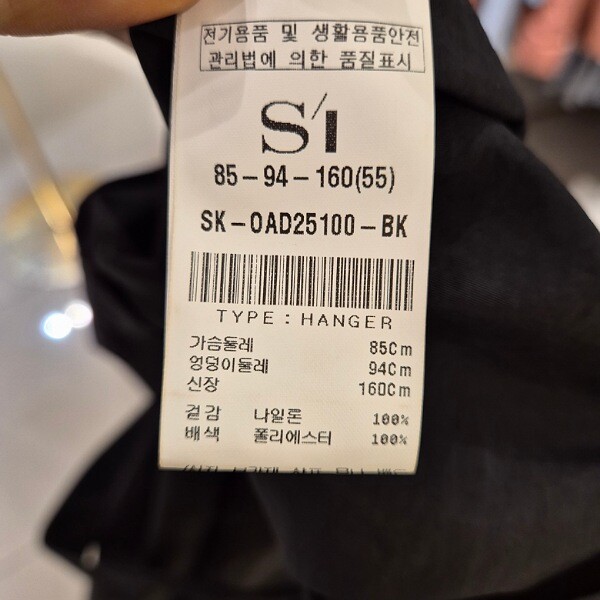 전기용품 및 생활용품안전
관리법에 의한 품질표시
S/I
85-94-160(55)
SK-OAD25100-BK
TYPE : HANGER
가슴둘레 85Cm
엉덩이둘레 94Cm
신장 160Cm
겉감 나일론 100%
배색 폴리에스터 100%